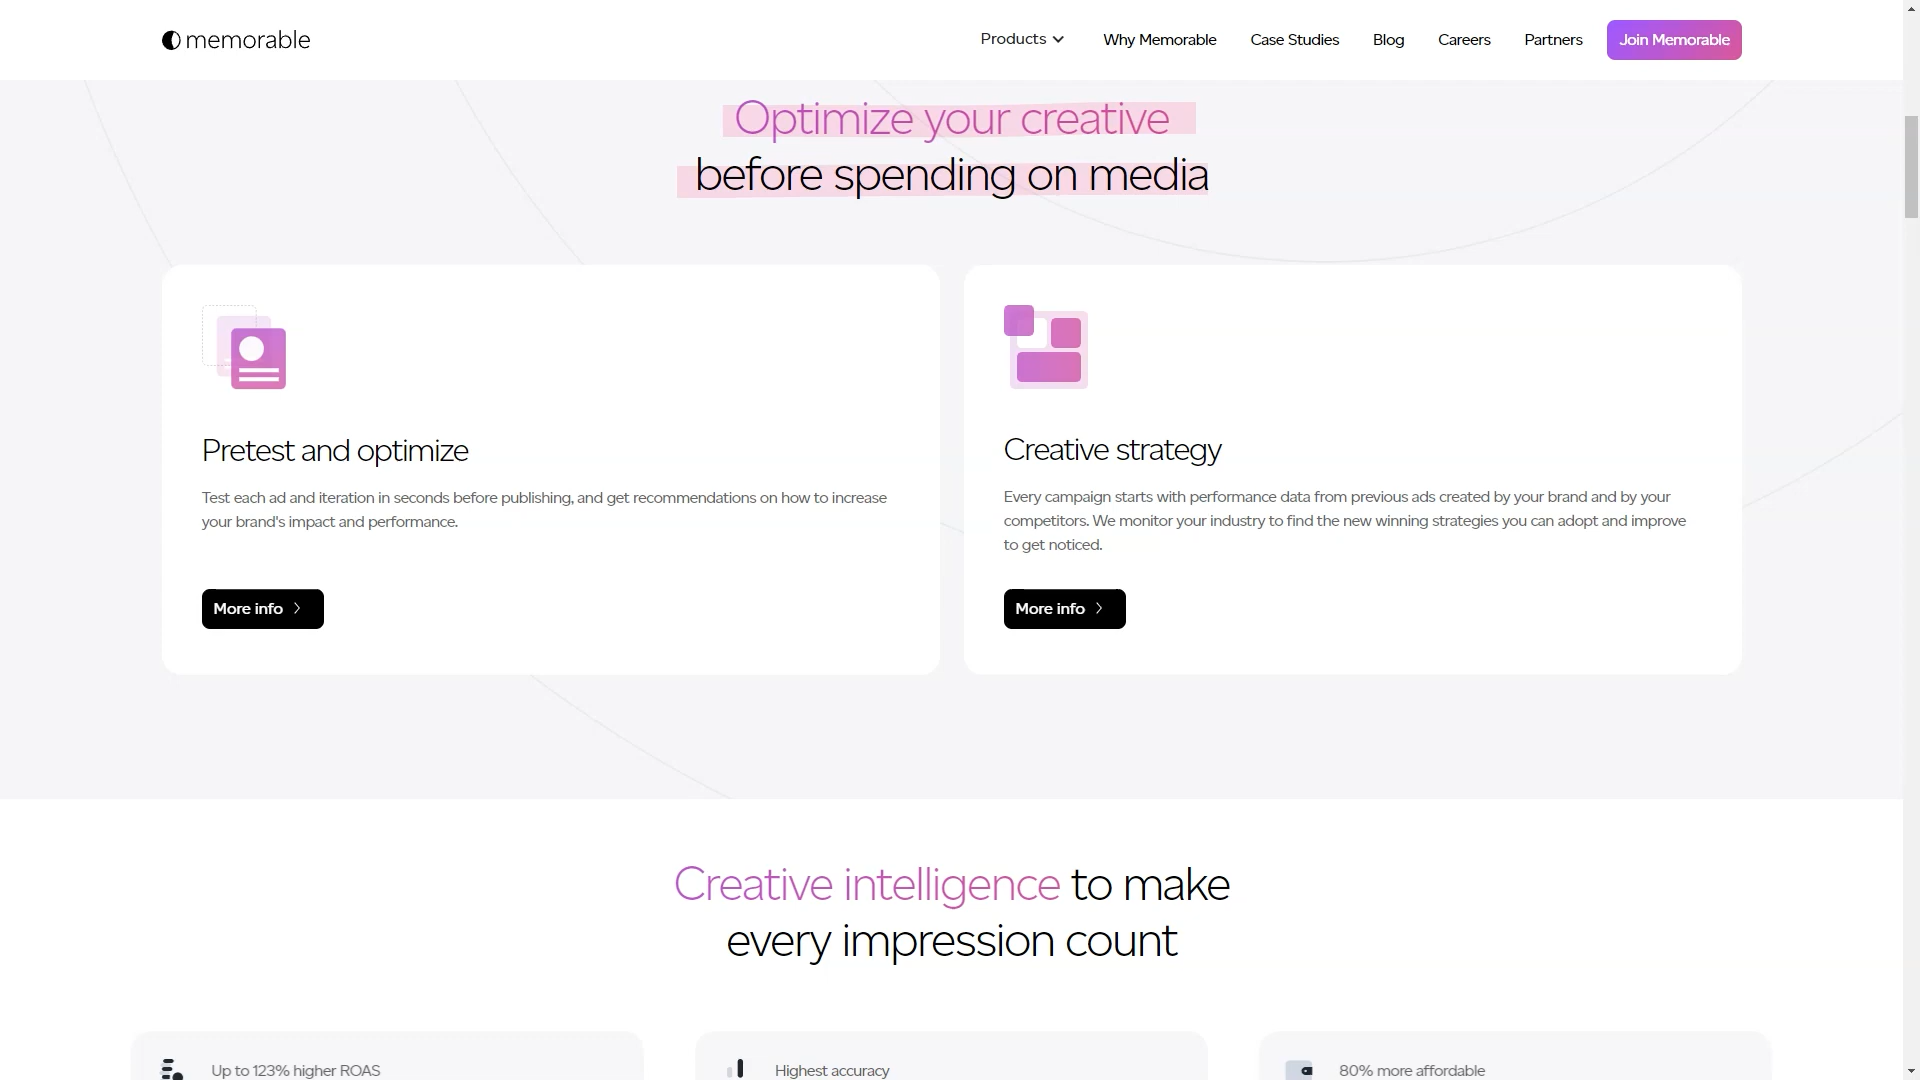 memorable
Products
Why Memorable
Case Studies
Blog
Careers
Partners
Join Memorable
Optimize your creative
before spending on media
Pretest and optimize
Test each ad and iteration in seconds before publishing, and get recommendations on how to increase
your brand's impact and performance.
More info
Creative strategy
Every campaign starts with performance data from previous ads created by your brand and by your
competitors. We monitor your industry to find the new winning strategies you can adopt and improve
to get noticed.
More info
Creative intelligence to make
every impression count
Up to 123% higher ROAS
Highest accuracy
80% more affordable